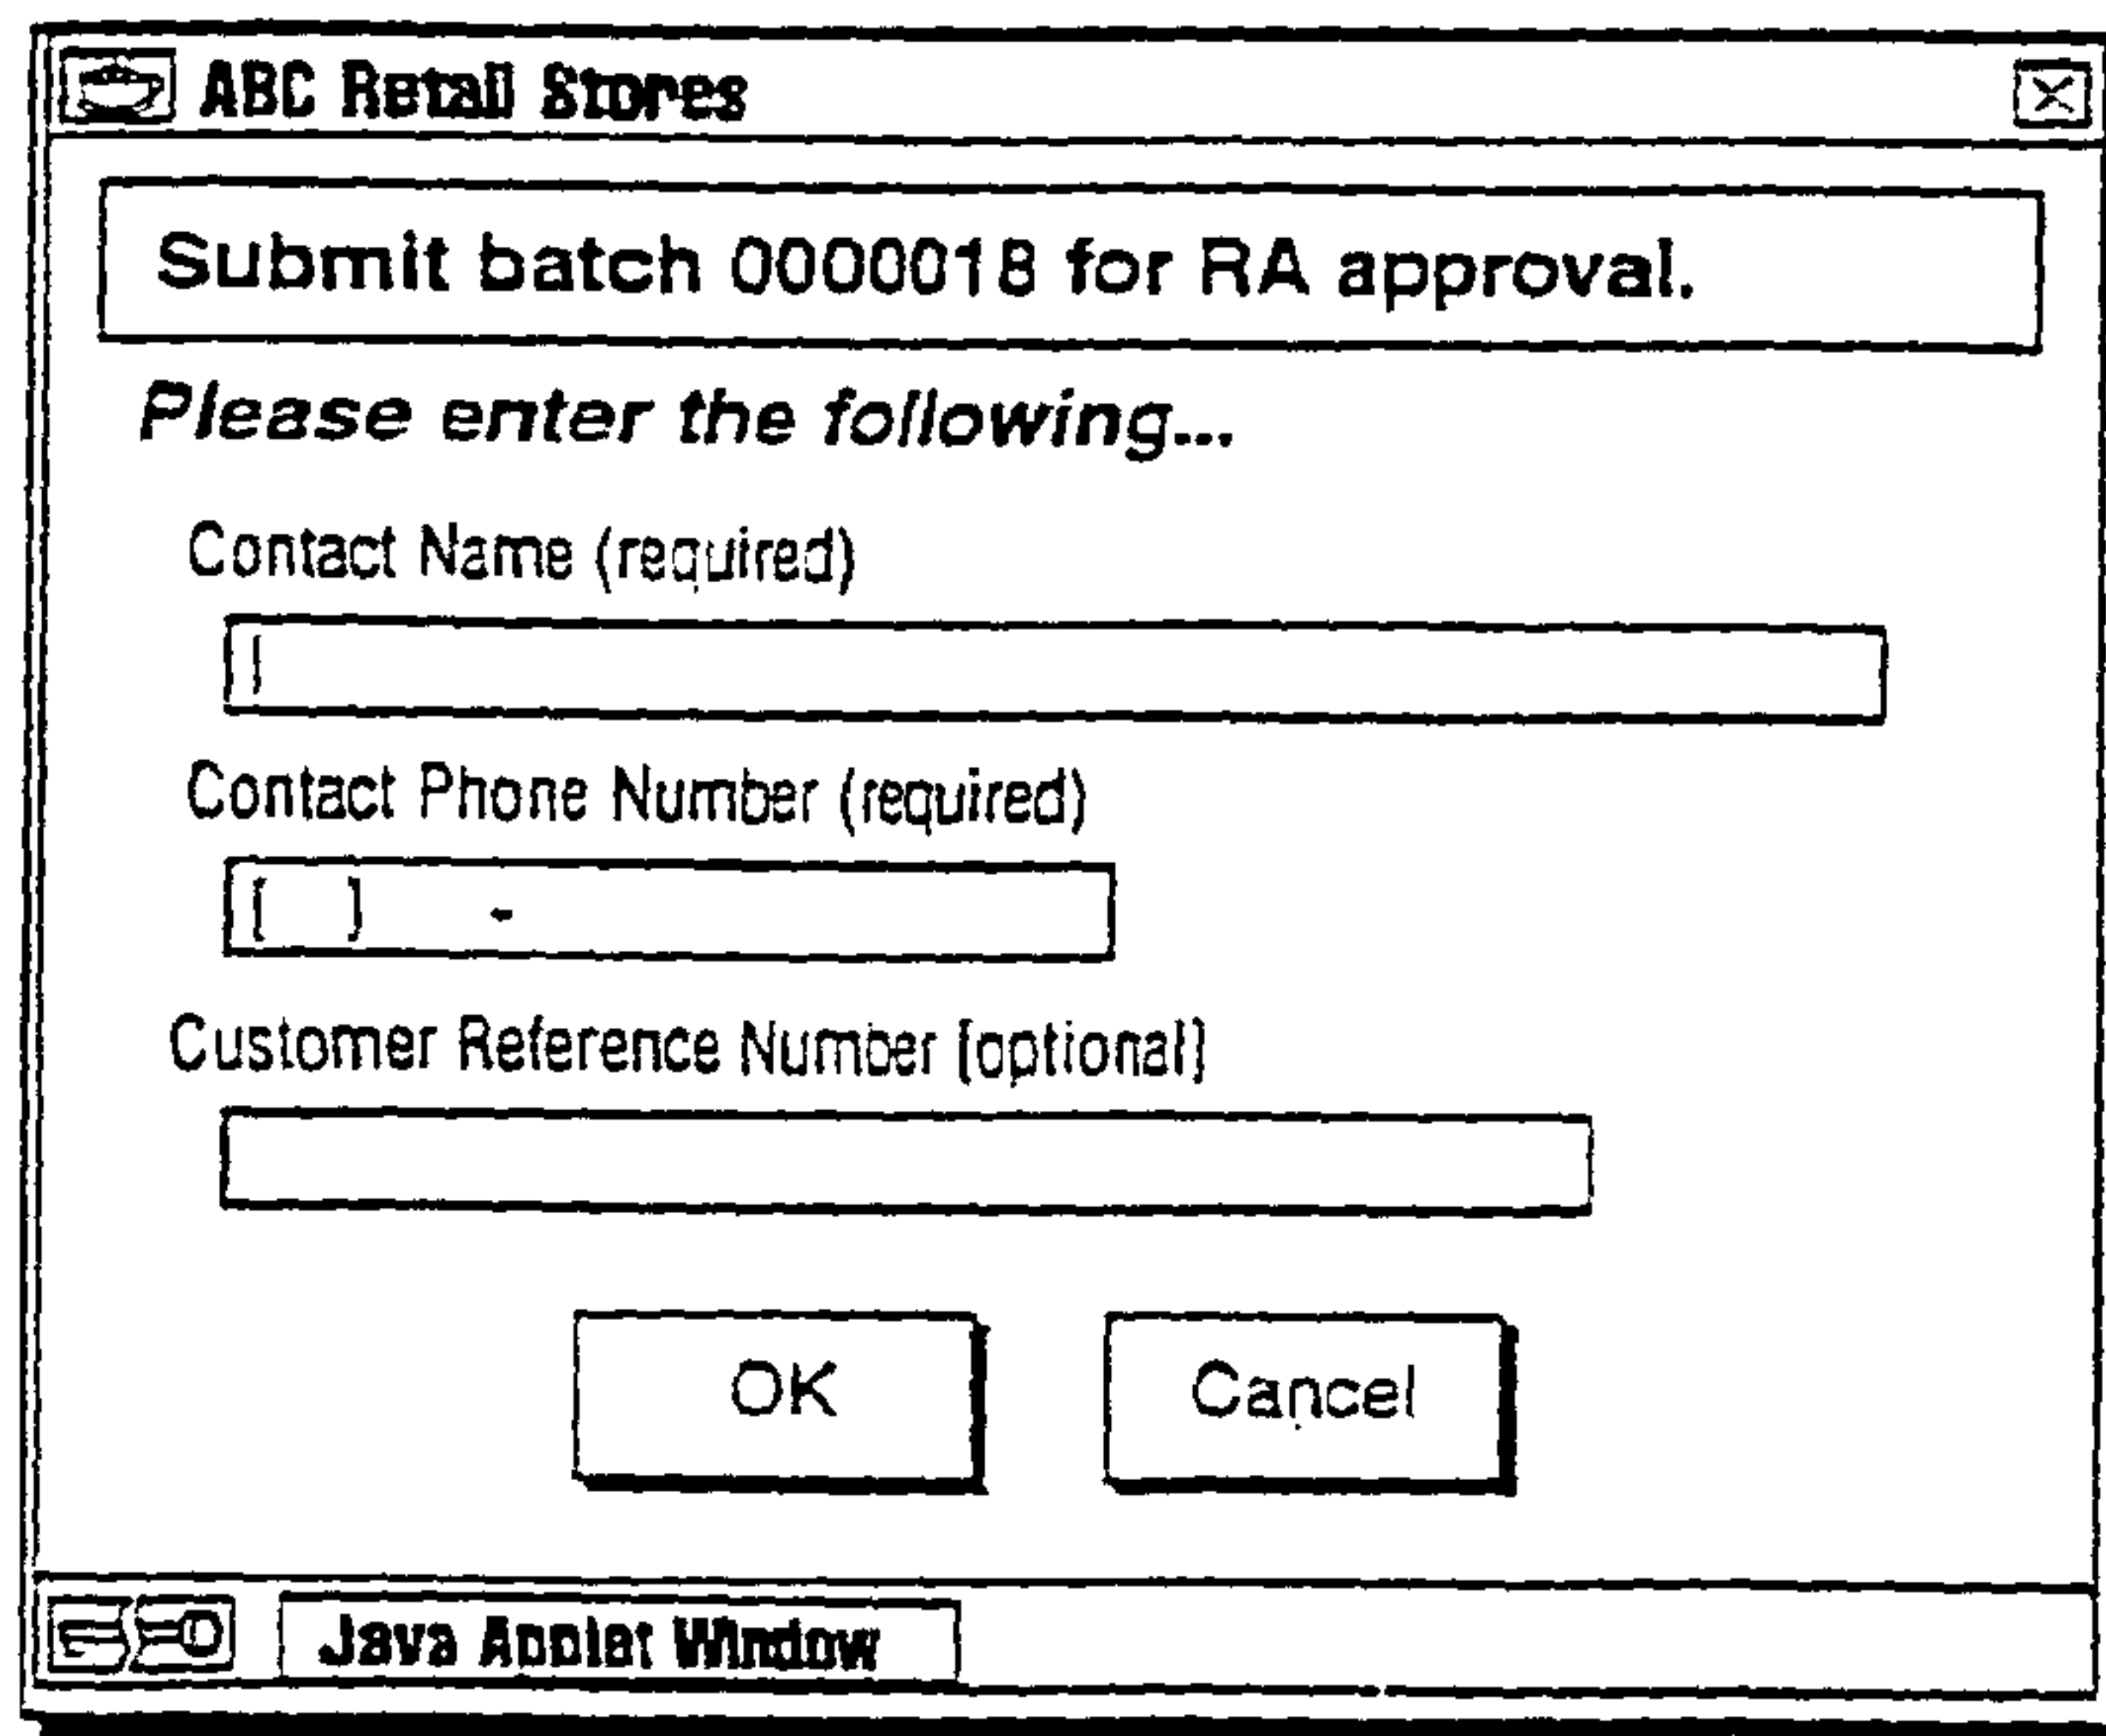 ABC Retail Stores
Submit batch 0000018 for RA approval.
Please enter the following...
Contact Name (required)
Contact Phone Number (required)
( ) -
Customer Reference Number [optional]
OK Cancel
Java Applet Window